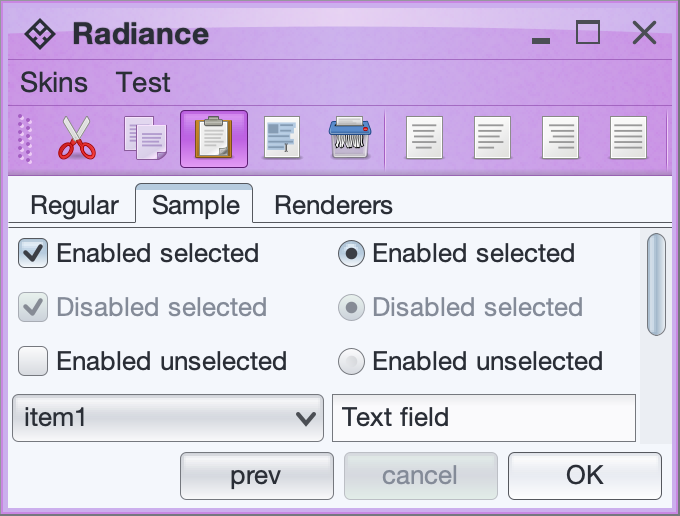 Radiance
Skins Test
Regular Sample Renderers
Enabled selected Enabled selected
Disabled selected Disabled selected
Enabled unselected Enabled unselected
item1 Text field
prev cancel OK